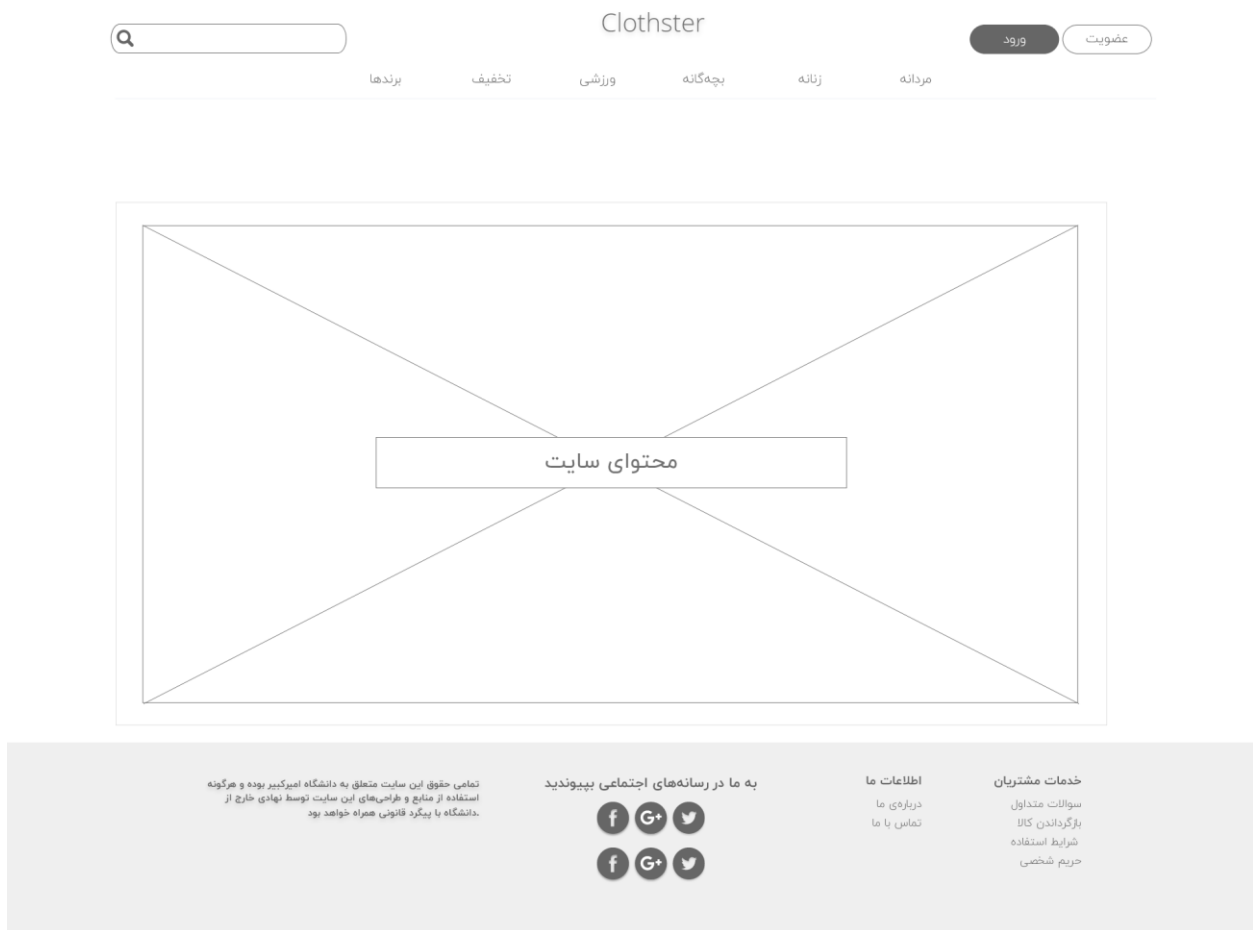 Clothster
عضویت
ورود
مردانه
زنانه
بچه‌گانه
ورزشی
تخفیف
برندها
محتوای سایت
خدمات مشتریان
سوالات متداول
بازگرداندن کالا
شرایط استفاده
حریم شخصی
اطلاعات ما
درباره‌ی ما
تماس با ما
به ما در رسانه‌های اجتماعی بپیوندید
f G+
f G+
تمامی حقوق این سایت متعلق به دانشگاه امیرکبیر بوده و هرگونه
استفاده از منابع و طراحی‌های این سایت توسط نهادی خارج از
.دانشگاه با پیگرد قانونی همراه خواهد بود